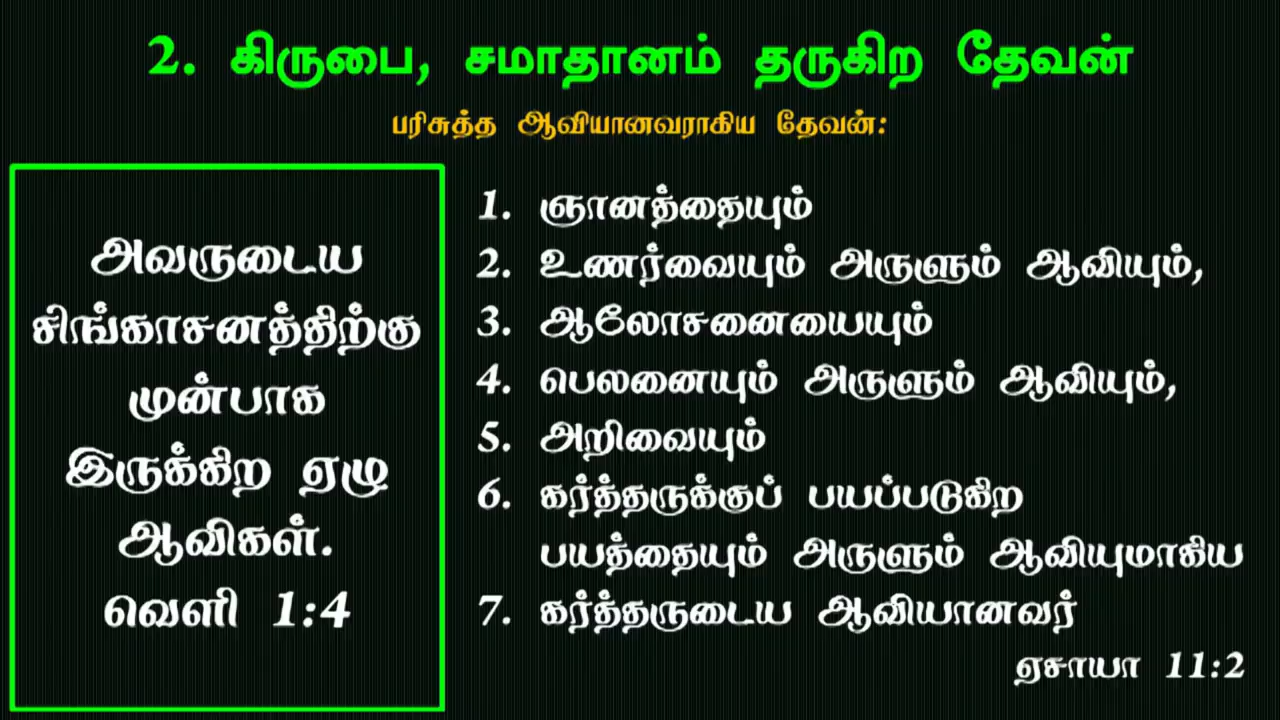 2. கிருபை, சமாதானம் தருகிற தேவன்
பரிசுத்த ஆவியானவராகிய தேவன்:
அவருடைய
சிங்காசனத்திற்கு
முன்பாக
இருக்கிற ஏழு
ஆவிகள்.
வெளி 1:4
1. ஞானத்தையும்
2. உணர்வையும் அருளும் ஆவியும்,
3. ஆலோசனையையும்
4. பெலனையும் அருளும் ஆவியும்,
5. அறிவையும்
6. கர்த்தருக்குப் பயப்படுகிற
பயத்தையும் அருளும் ஆவியுமாகிய
7. கர்த்தருடைய ஆவியானவர்
ஏசாயா 11:2